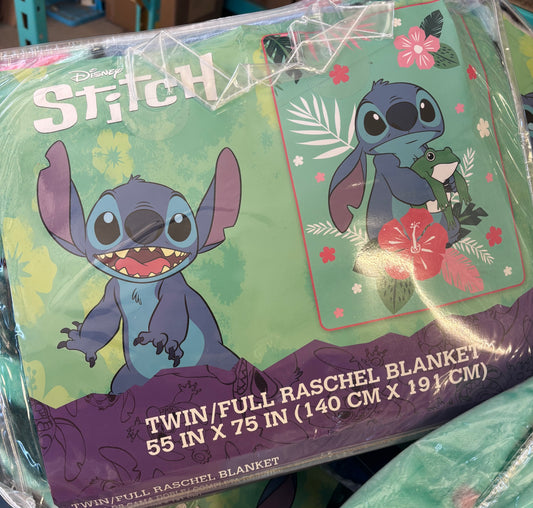 Disney
STITCH
TWIN/FULL RASCHEL BLANKET
55 IN X 75 IN (140 CM X 191 CM)
TWIN/FULL RASCHEL BLANKET